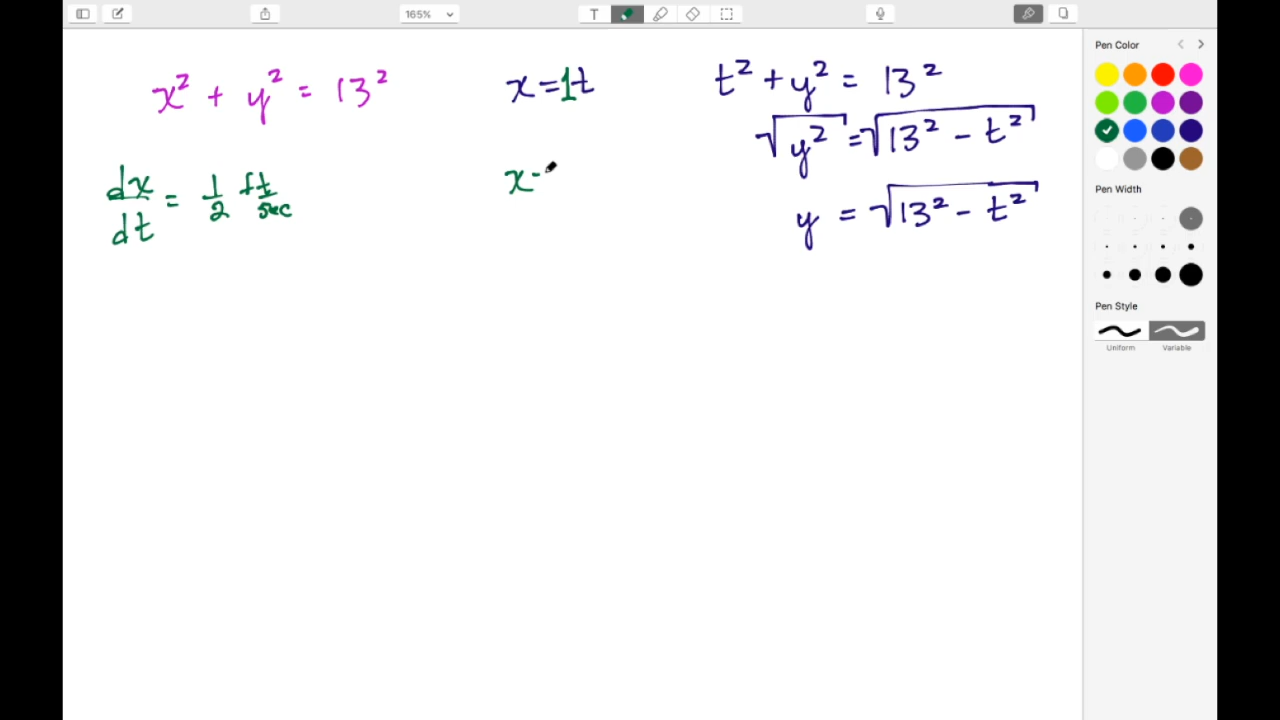 165%
T
x² + y² = 13²
x = 1t
t² + y² = 13²
√y² = √13² - t²
dx/dt = 1/2 ft/sec
x-
y = √13² - t²
Pen Color
Pen Width
Pen Style
Uniform Variable